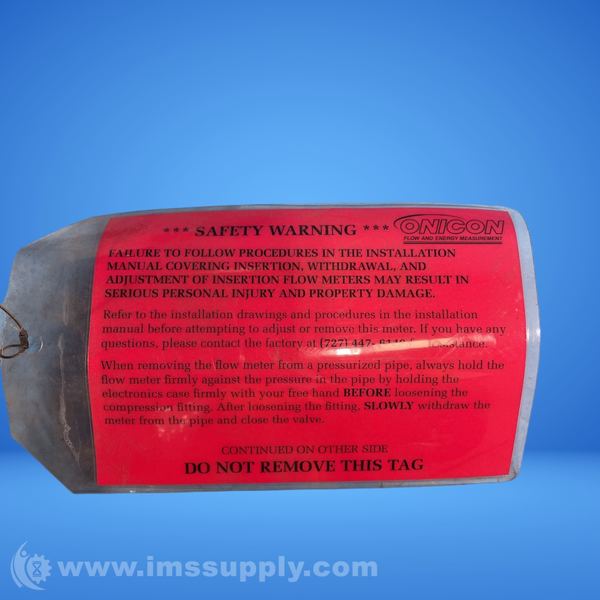 *** SAFETY WARNING ***
ONICON
FLOW AND ENERGY MEASUREMENT
FAILURE TO FOLLOW PROCEDURES IN THE INSTALLATION
MANUAL COVERING INSERTION, WITHDRAWAL, AND
ADJUSTMENT OF INSERTION FLOW METERS MAY RESULT IN
SERIOUS PERSONAL INJURY AND PROPERTY DAMAGE.
Refer to the installation drawings and procedures in the installation
manual before attempting to adjust or remove this meter. If you have any
questions, please contact the factory at (727) 447-
When removing the flow meter from a pressurized pipe, always hold the
flow meter firmly against the pressure in the pipe by holding the
electronics case firmly with your free hand BEFORE loosening the
compression fitting. After loosening the fitting, SLOWLY withdraw the
meter from the pipe and close the valve.
CONTINUED ON OTHER SIDE
DO NOT REMOVE THIS TAG
www.imssupply.com